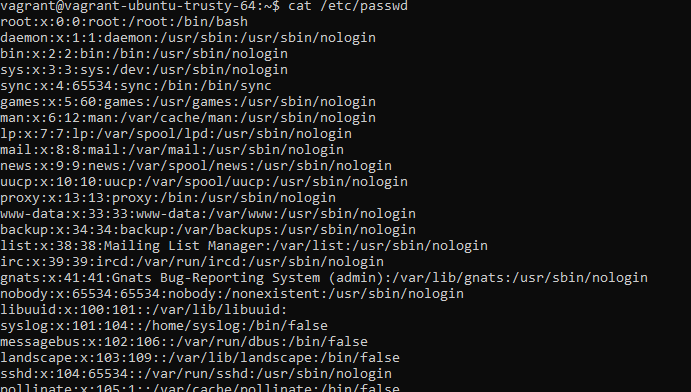 vagrant@vagrant-ubuntu-trusty-64:~$ cat /etc/passwd
root:x:0:0:root:/root:/bin/bash
daemon:x:1:1:daemon:/usr/sbin:/usr/sbin/nologin
bin:x:2:2:bin:/bin:/usr/sbin/nologin
sys:x:3:3:sys:/dev:/usr/sbin/nologin
sync:x:4:65534:sync:/bin:/bin/sync
games:x:5:60:games:/usr/games:/usr/sbin/nologin
man:x:6:12:man:/var/cache/man:/usr/sbin/nologin
lp:x:7:7:lp:/var/spool/lpd:/usr/sbin/nologin
mail:x:8:8:mail:/var/mail:/usr/sbin/nologin
news:x:9:9:news:/var/spool/news:/usr/sbin/nologin
uucp:x:10:10:uucp:/var/spool/uucp:/usr/sbin/nologin
proxy:x:13:13:proxy:/bin:/usr/sbin/nologin
www-data:x:33:33:www-data:/var/www:/usr/sbin/nologin
backup:x:34:34:backup:/var/backups:/usr/sbin/nologin
list:x:38:38:Mailing List Manager:/var/list:/usr/sbin/nologin
irc:x:39:39:ircd:/var/run/ircd:/usr/sbin/nologin
gnats:x:41:41:Gnats Bug-Reporting System (admin):/var/lib/gnats:/usr/sbin/nologin
nobody:x:65534:65534:nobody:/nonexistent:/usr/sbin/nologin
libuuid:x:100:101::/var/lib/libuuid:
syslog:x:101:104::/home/syslog:/bin/false
messagebus:x:102:106::/var/run/dbus:/bin/false
landscape:x:103:109::/var/lib/landscape:/bin/false
sshd:x:104:65534::/var/run/sshd:/usr/sbin/nologin
pollinate:x:105:1::/var/cache/pollinate:/bin/false